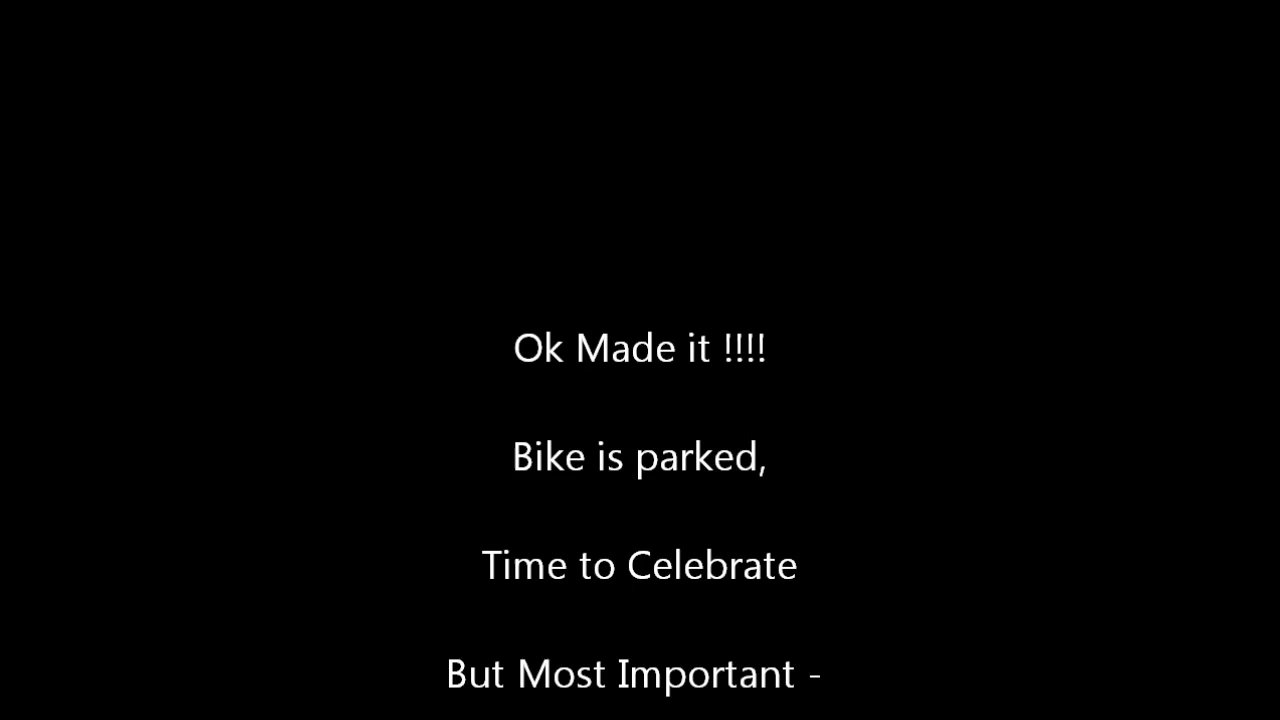 Ok Made it !!!!
Bike is parked,
Time to Celebrate
But Most Important -